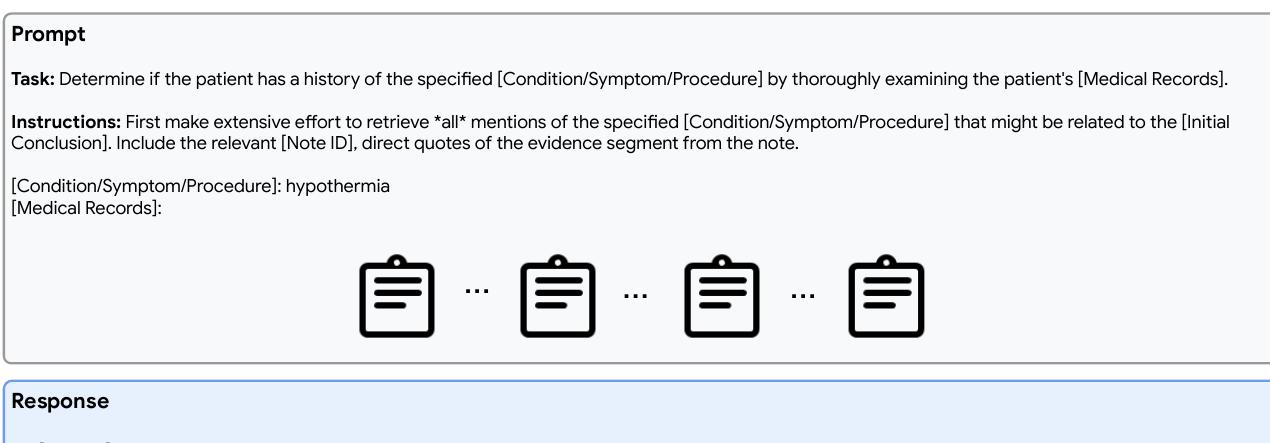 Prompt
Task: Determine if the patient has a history of the specified [Condition/Symptom/Procedure] by thoroughly examining the patient's [Medical Records].
Instructions: First make extensive effort to retrieve *all* mentions of the specified [Condition/Symptom/Procedure] that might be related to the [Initial
Conclusion]. Include the relevant [Note ID], direct quotes of the evidence segment from the note.
[Condition/Symptom/Procedure]: hypothermia
[Medical Records]:
... ... ...
Response